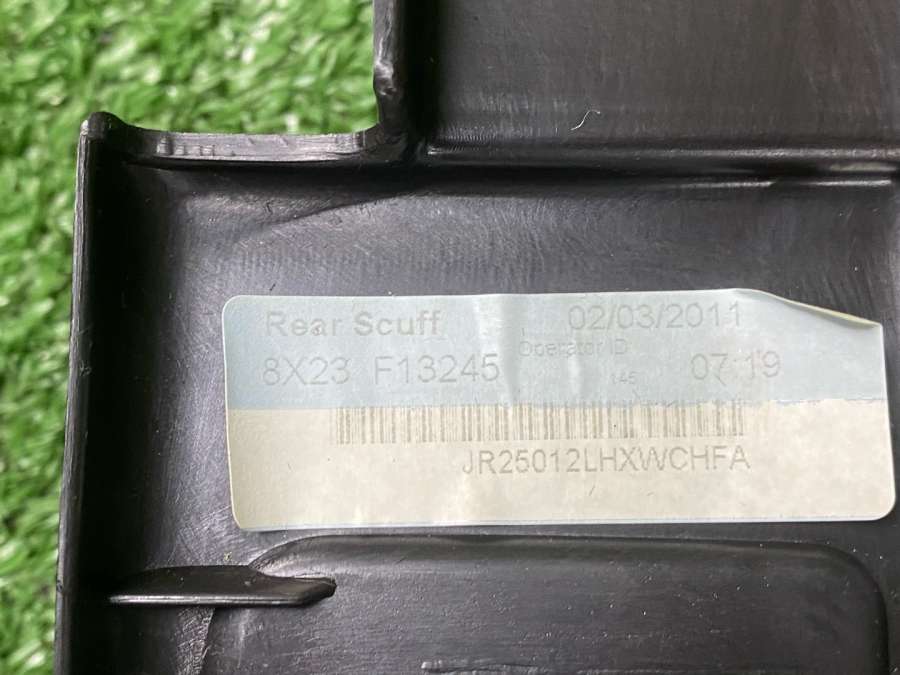 Rear Scuff 02/03/2011
8X23 F13245 Operator ID 145 07:19
JR25012LHXWCHFA